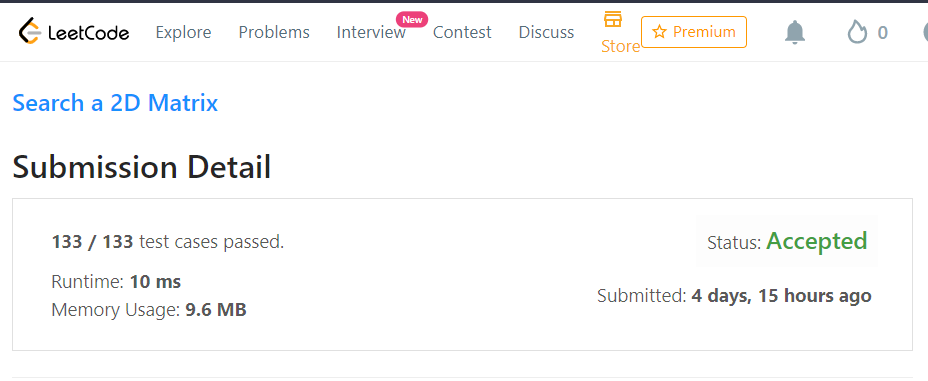 LeetCode Explore Problems Interview New Contest Discuss Store Premium 0
Search a 2D Matrix
Submission Detail
133 / 133 test cases passed.
Status: Accepted
Runtime: 10 ms
Memory Usage: 9.6 MB
Submitted: 4 days, 15 hours ago